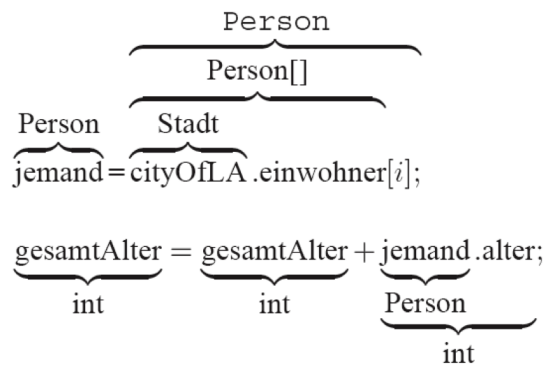 Person
Person[]
Person Stadt
jemand = cityOfLA .einwohner[i];
gesamtAlter = gesamtAlter + jemand .alter;
int int Person
int